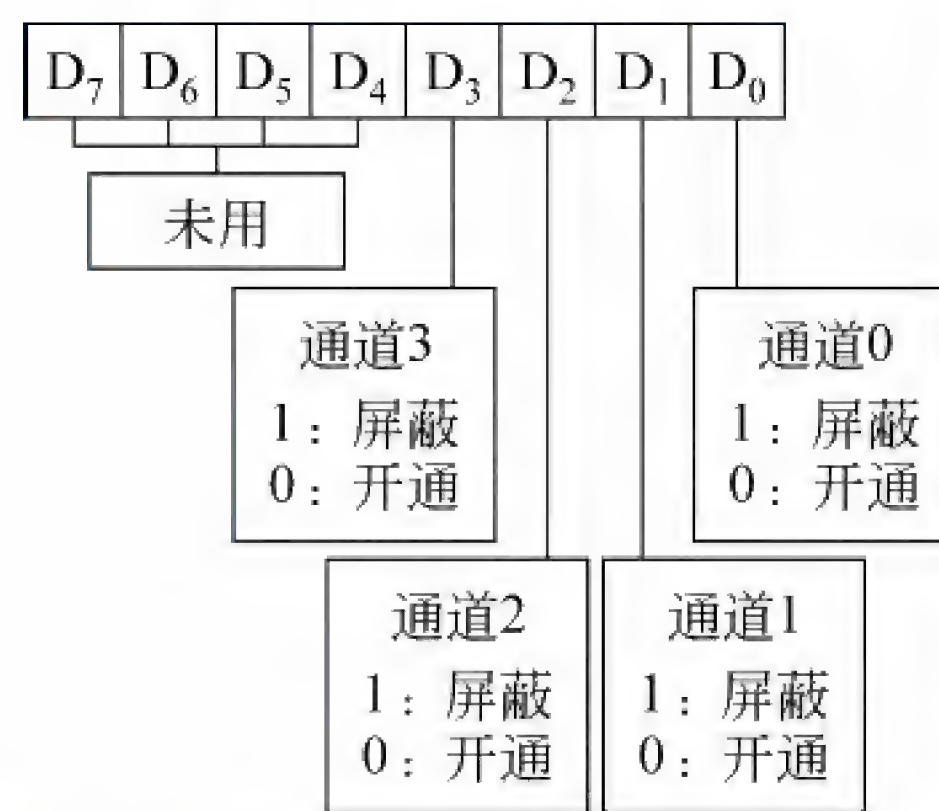 D₇ D₆ D₅ D₄ D₃ D₂ D₁ D₀
未用
通道3
1：屏蔽
0：开通
通道0
1：屏蔽
0：开通
通道2
1：屏蔽
0：开通
通道1
1：屏蔽
0：开通